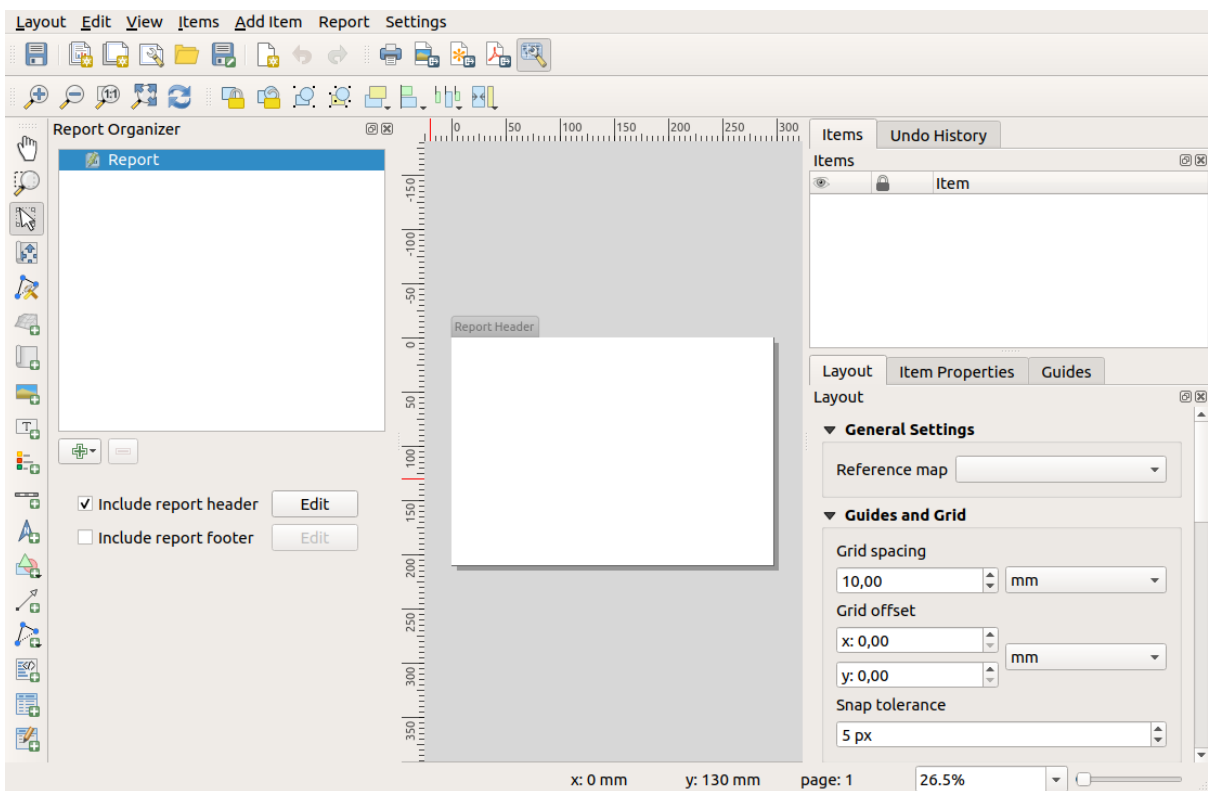 Layout Edit View Items Add Item Report Settings
1:1
Report Organizer
Report
Include report header Edit
Include report footer Edit
0 50 100 150 200 250 300
-150
-100
-50
0
50
100
150
200
250
300
350
Report Header
Items Undo History
Items
Item
Layout Item Properties Guides
Layout
General Settings
Reference map
Guides and Grid
Grid spacing
10,00 mm
Grid offset
x: 0,00
mm
y: 0,00
Snap tolerance
5 px
x: 0 mm y: 130 mm page: 1 26.5%